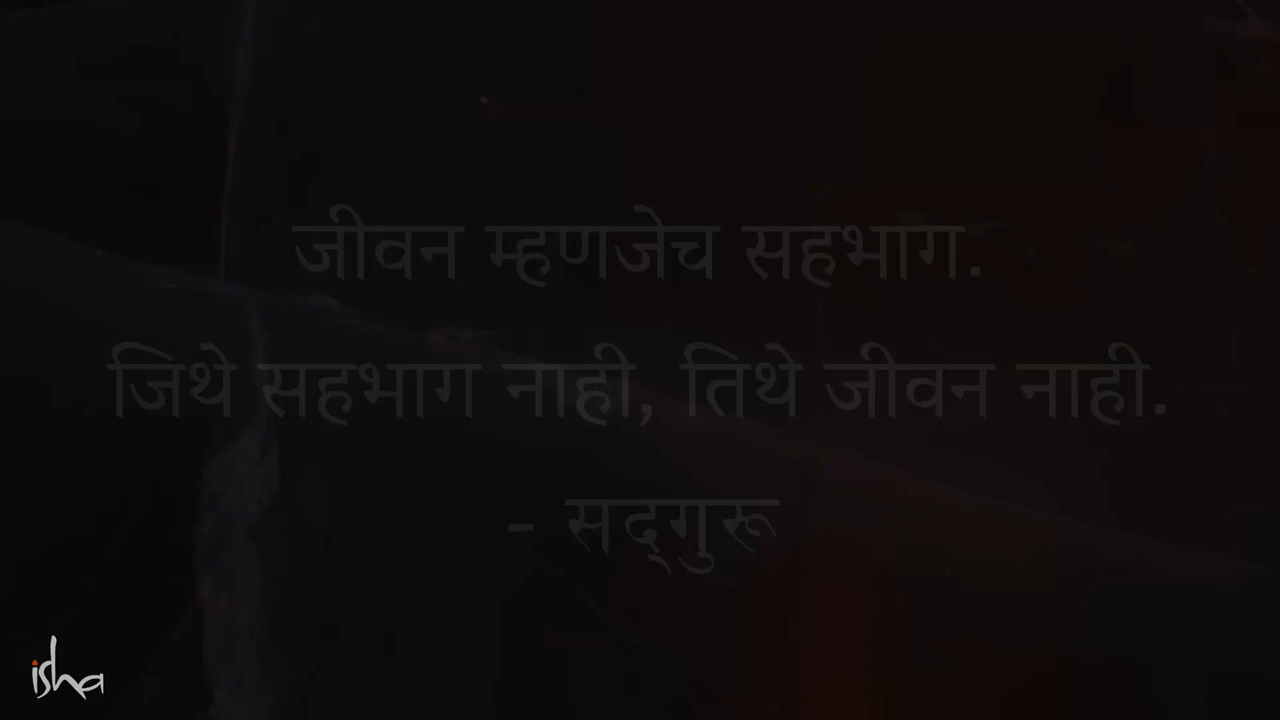 जीवन म्हणजेच सहभाग.
जिथे सहभाग नाही, तिथे जीवन नाही.
- सद्‌गुरू
isha